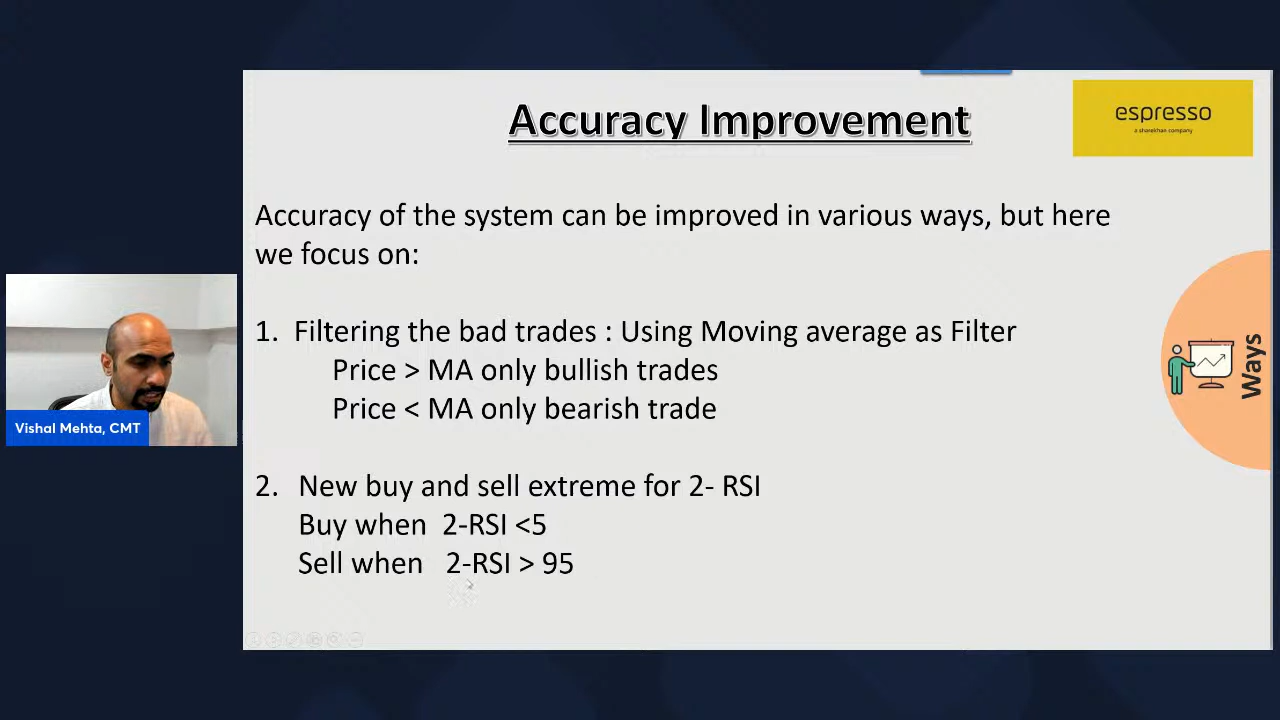 Accuracy Improvement
espresso
a sharekhan company
Accuracy of the system can be improved in various ways, but here
we focus on:
1. Filtering the bad trades : Using Moving average as Filter
Price > MA only bullish trades
Price < MA only bearish trade
Ways
2. New buy and sell extreme for 2- RSI
Buy when 2-RSI <5
Sell when 2-RSI > 95
Vishal Mehta, CMT